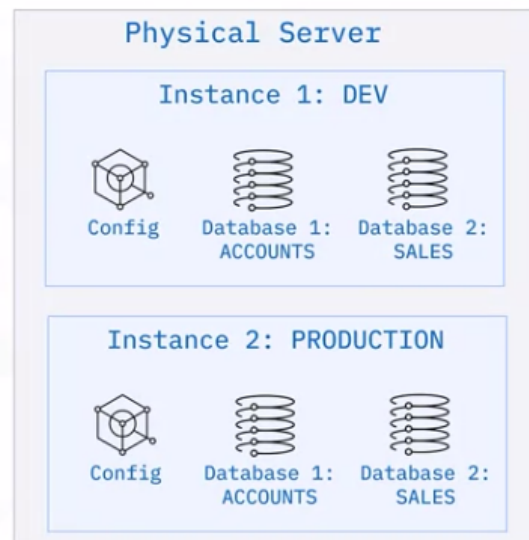 Physical Server
Instance 1: DEV
Config
Database 1:
ACCOUNTS
Database 2:
SALES
Instance 2: PRODUCTION
Config
Database 1:
ACCOUNTS
Database 2:
SALES